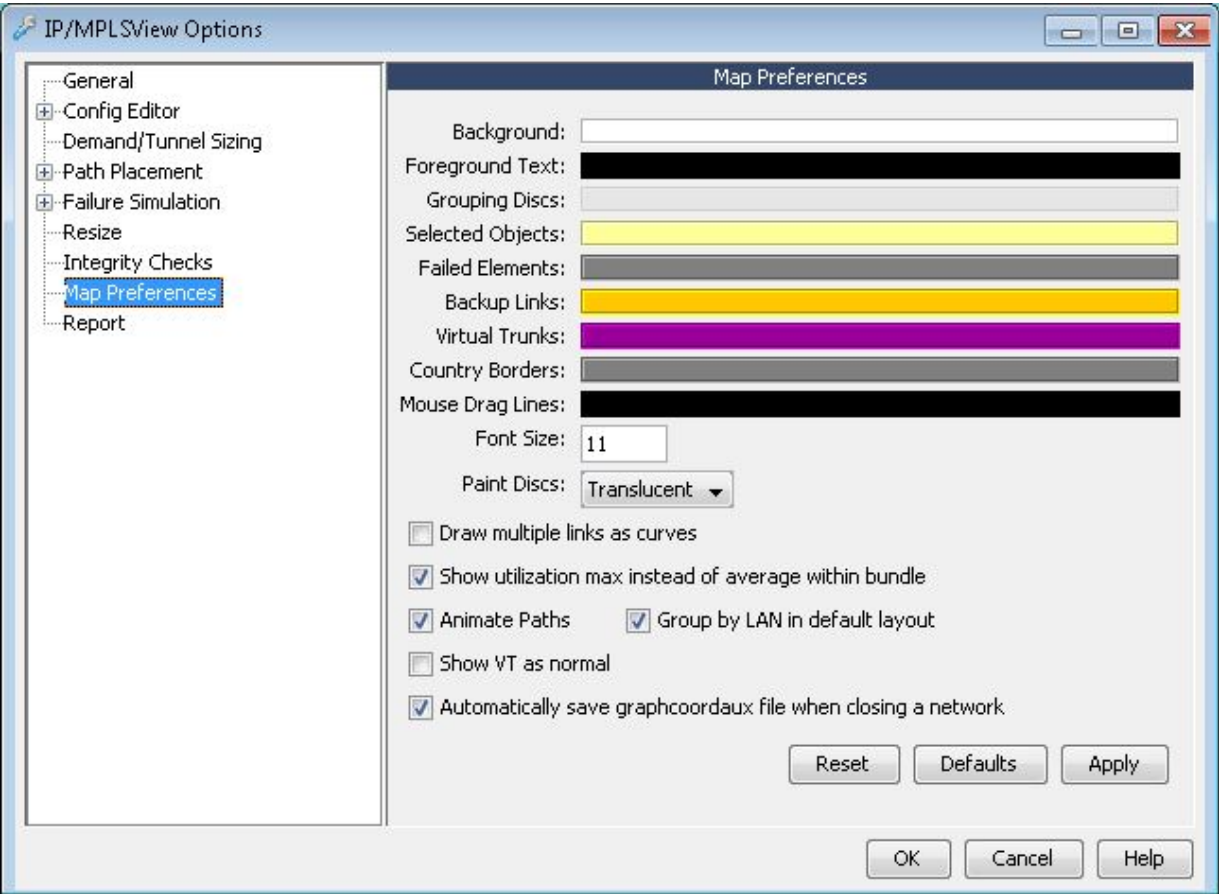 IP/MPLSView Options
General
Config Editor
Demand/Tunnel Sizing
Path Placement
Failure Simulation
Resize
Integrity Checks
Map Preferences
Report
Map Preferences
Background:
Foreground Text:
Grouping Discs:
Selected Objects:
Failed Elements:
Backup Links:
Virtual Trunks:
Country Borders:
Mouse Drag Lines:
Font Size: 11
Paint Discs: Translucent
Draw multiple links as curves
Show utilization max instead of average within bundle
Animate Paths Group by LAN in default layout
Show VT as normal
Automatically save graphcoordaux file when closing a network
Reset Defaults Apply
OK Cancel Help